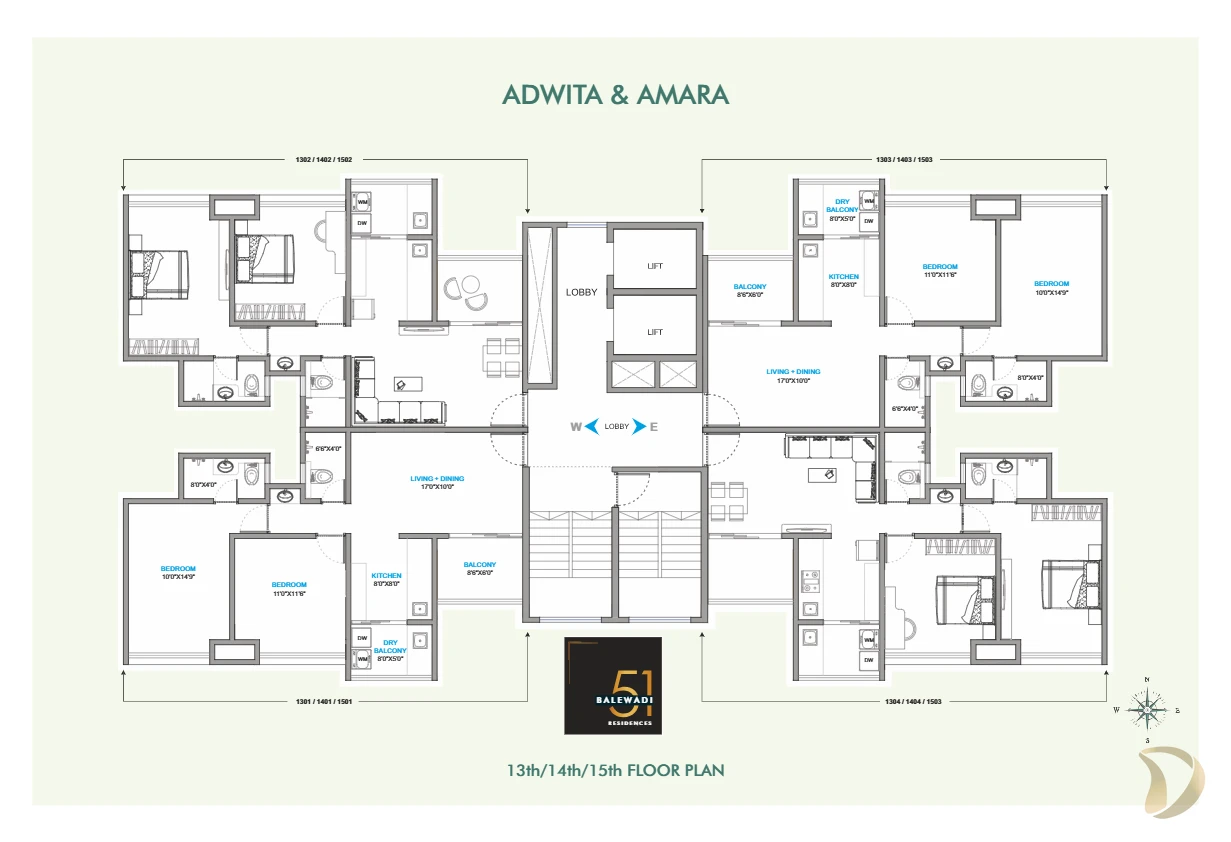 ADWITA & AMARA
1302 / 1402 / 1502
1303 / 1403 / 1503
WM
DW
DRY
BALCONY
8'0"X5'0"
WM
DW
LOBBY
LIFT
LIFT
BALCONY
8'6"X6'0"
KITCHEN
8'0"X8'0"
BEDROOM
11'0"X11'6"
BEDROOM
10'0"X14'9"
LIVING + DINING
17'0"X10'0"
8'0"X4'0"
6'6"X4'0"
W LOBBY E
6'6"X4'0"
8'0"X4'0"
LIVING + DINING
17'0"X10'0"
BEDROOM
10'0"X14'9"
BEDROOM
11'0"X11'6"
KITCHEN
8'0"X8'0"
BALCONY
8'6"X6'0"
DW
WM
DRY
BALCONY
8'0"X5'0"
WM
DW
1301 / 1401 / 1501
1304 / 1404 / 1503
51
BALEWADI
RESIDENCES
N
W E
S
13th/14th/15th FLOOR PLAN